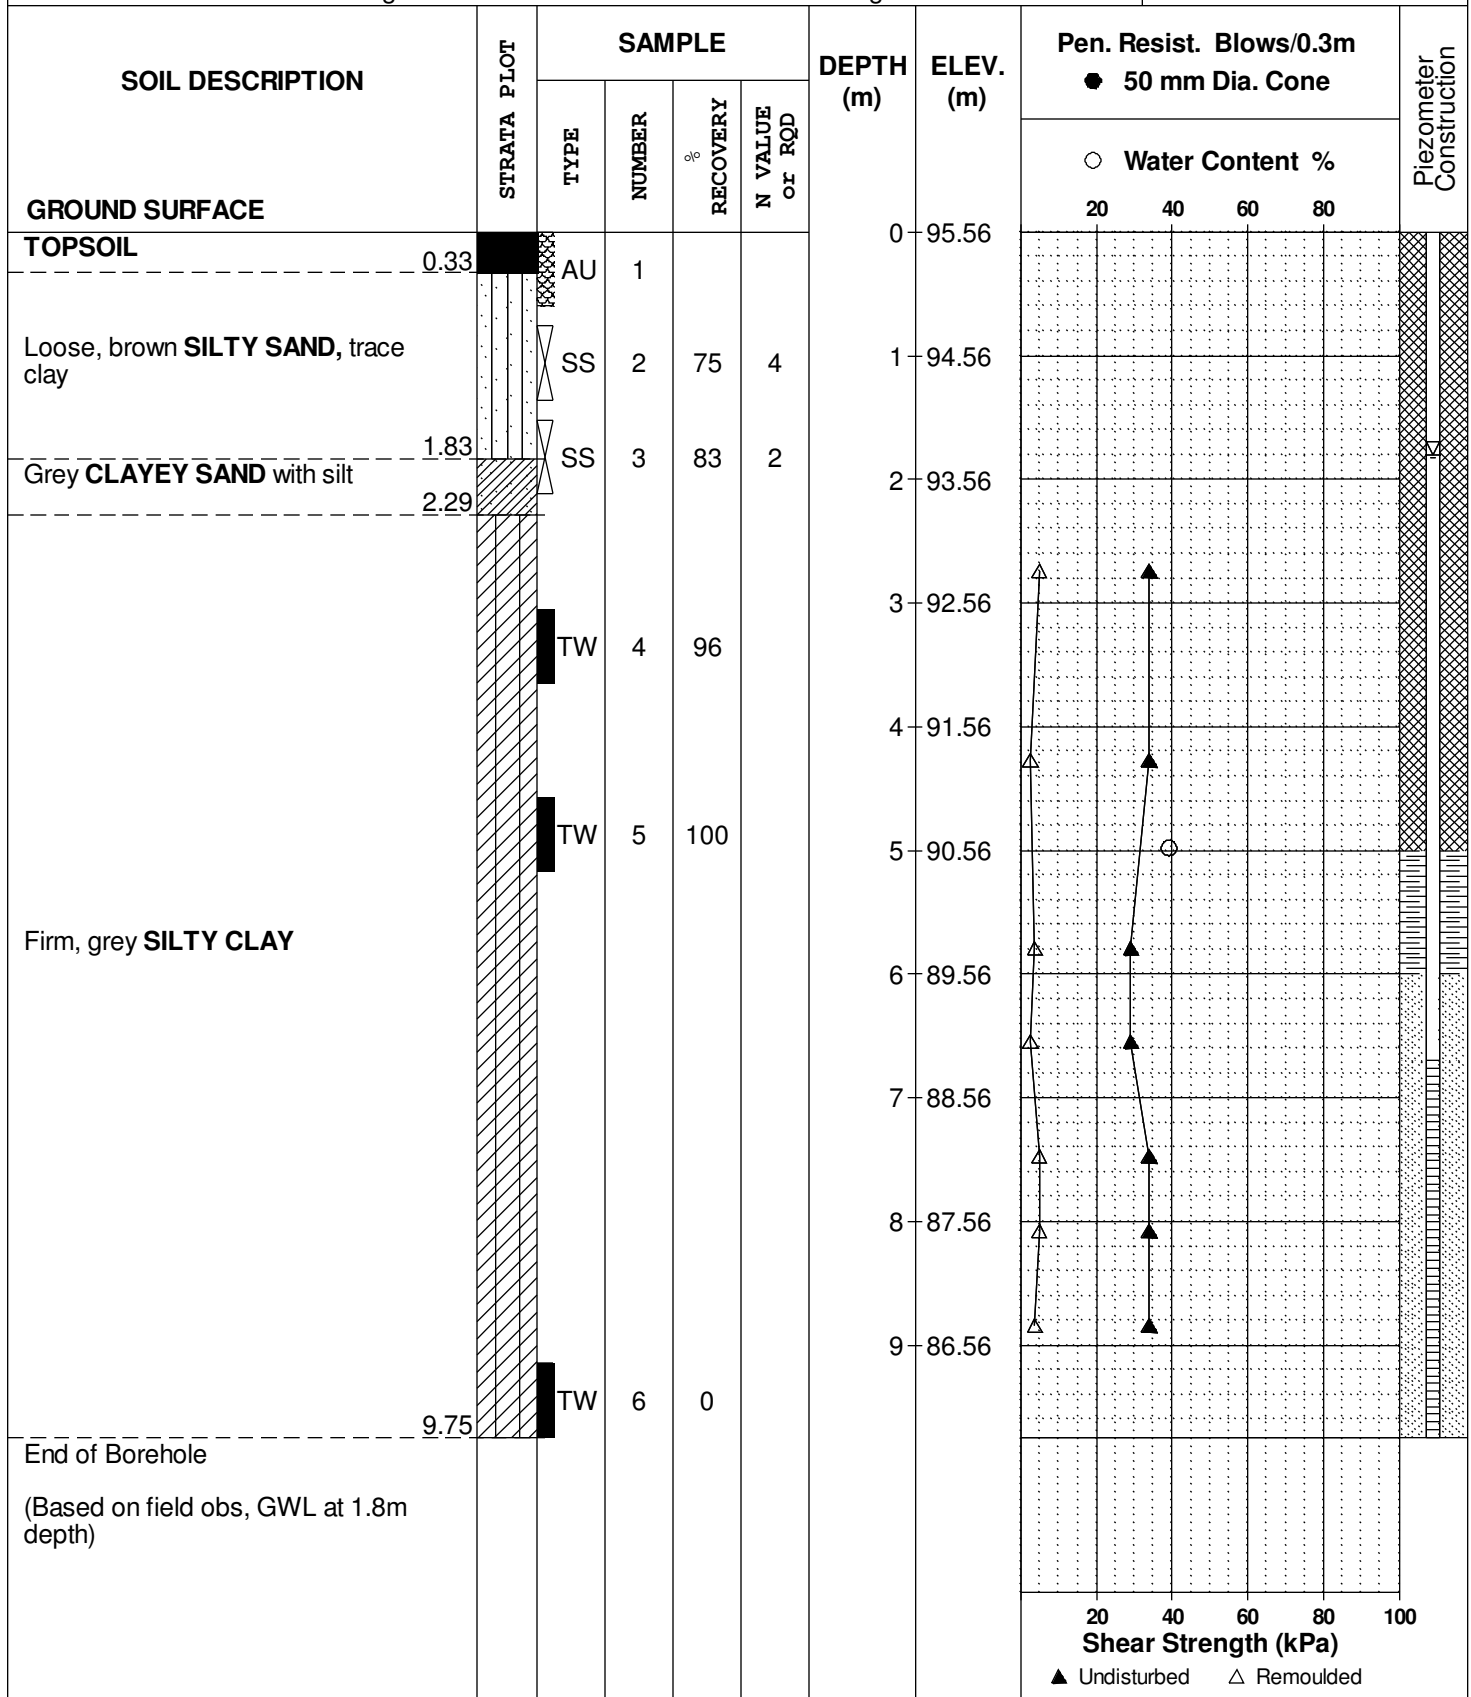 SOIL DESCRIPTION
GROUND SURFACE
STRATA PLOT
SAMPLE
TYPE
NUMBER
%
RECOVERY
N VALUE
or RQD
DEPTH
(m)
ELEV.
(m)
Pen. Resist. Blows/0.3m
● 50 mm Dia. Cone
○ Water Content %
20 40 60 80
Piezometer
Construction
TOPSOIL
0.33
Loose, brown SILTY SAND, trace
clay
1.83
Grey CLAYEY SAND with silt
2.29
Firm, grey SILTY CLAY
9.75
End of Borehole
(Based on field obs, GWL at 1.8m
depth)
AU 1
SS 2 75 4
SS 3 83 2
TW 4 96
TW 5 100
TW 6 0
0 95.56
1 94.56
2 93.56
3 92.56
4 91.56
5 90.56
6 89.56
7 88.56
8 87.56
9 86.56
20 40 60 80 100
Shear Strength (kPa)
▲ Undisturbed △ Remoulded